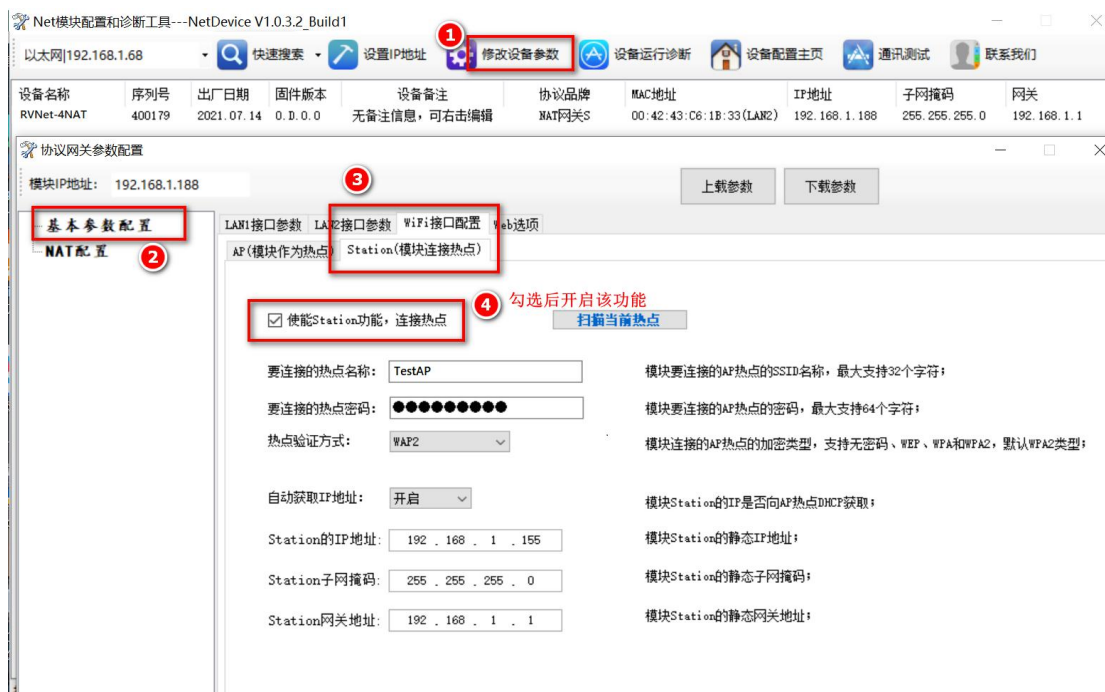 Net模块配置和诊断工具---NetDevice V1.0.3.2_Build1
以太网|192.168.1.68 快速搜索 设置IP地址 1 修改设备参数 设备运行诊断 设备配置主页 通讯测试 联系我们
设备名称 序列号 出厂日期 固件版本 设备备注 协议品牌 MAC地址 IP地址 子网掩码 网关
RVNet-4NAT 400179 2021.07.14 0.D.0.0 无备注信息，可右击编辑 NAT网关S 00:42:43:C6:1B:33(LAN2) 192.168.1.188 255.255.255.0 192.168.1.1
协议网关参数配置
模块IP地址： 192.168.1.188 3 上载参数 下载参数
基本参数配置 LAN1接口参数 LAN2接口参数 WiFi接口配置 Web选项
NAT配置 2 AP(模块作为热点) Station(模块连接热点)
使能Station功能，连接热点 4 勾选后开启该功能
扫描当前热点
要连接的热点名称： TestAP 模块要连接的AP热点的SSID名称，最大支持32个字符；
要连接的热点密码： ●●●●●●●●● 模块要连接的AP热点的密码，最大支持64个字符；
热点验证方式： WAP2 模块连接的AP热点的加密类型，支持无密码、WEP、WPA和WPA2，默认WPA2类型；
自动获取IP地址： 开启 模块Station的IP是否向AP热点DHCP获取；
Station的IP地址： 192 . 168 . 1 . 155 模块Station的静态IP地址；
Station子网掩码： 255 . 255 . 255 . 0 模块Station的静态子网掩码；
Station网关地址： 192 . 168 . 1 . 1 模块Station的静态网关地址；